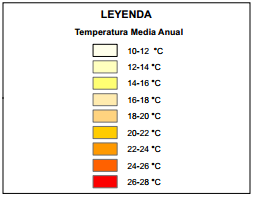 LEYENDA
Temperatura Media Anual
10-12 °C
12-14 °C
14-16 °C
16-18 °C
18-20 °C
20-22 °C
22-24 °C
24-26 °C
26-28 °C